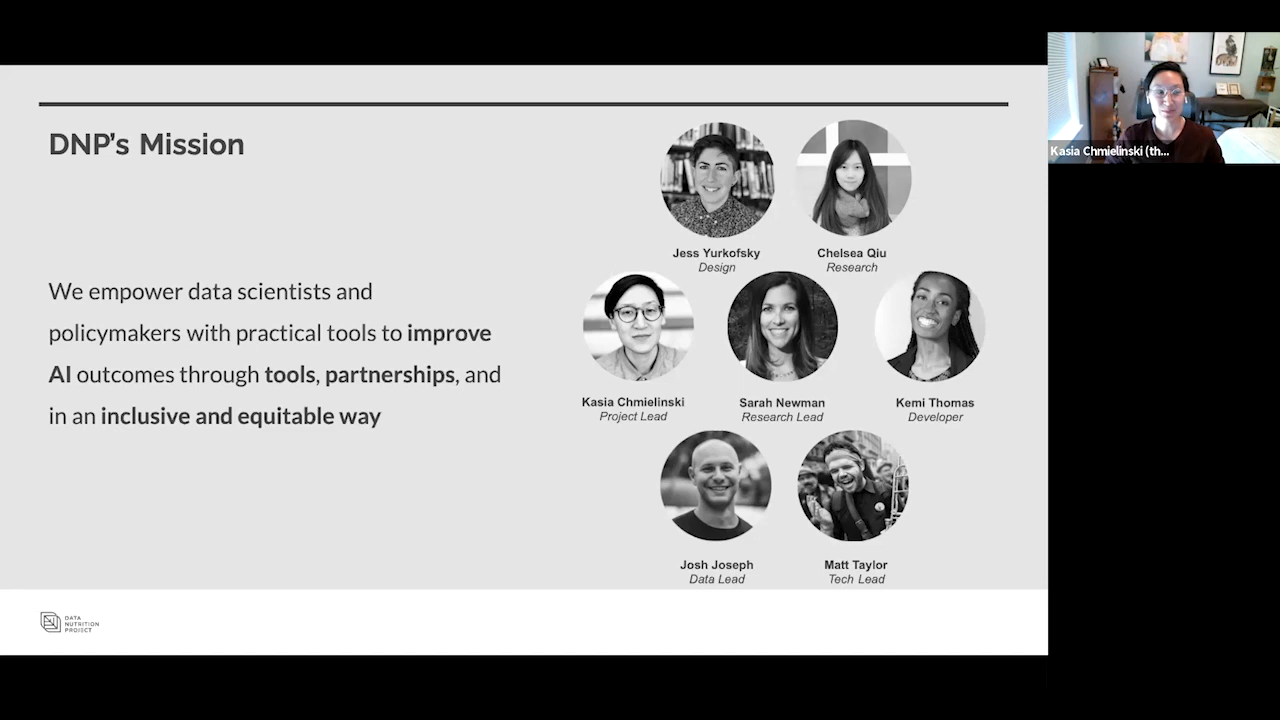 DNP's Mission
We empower data scientists and
policymakers with practical tools to improve
AI outcomes through tools, partnerships, and
in an inclusive and equitable way
Jess Yurkofsky
Design
Chelsea Qiu
Research
Kasia Chmielinski
Project Lead
Sarah Newman
Research Lead
Kemi Thomas
Developer
Josh Joseph
Data Lead
Matt Taylor
Tech Lead
DATA
NUTRITION
PROJECT
Kasia Chmielinski (th...